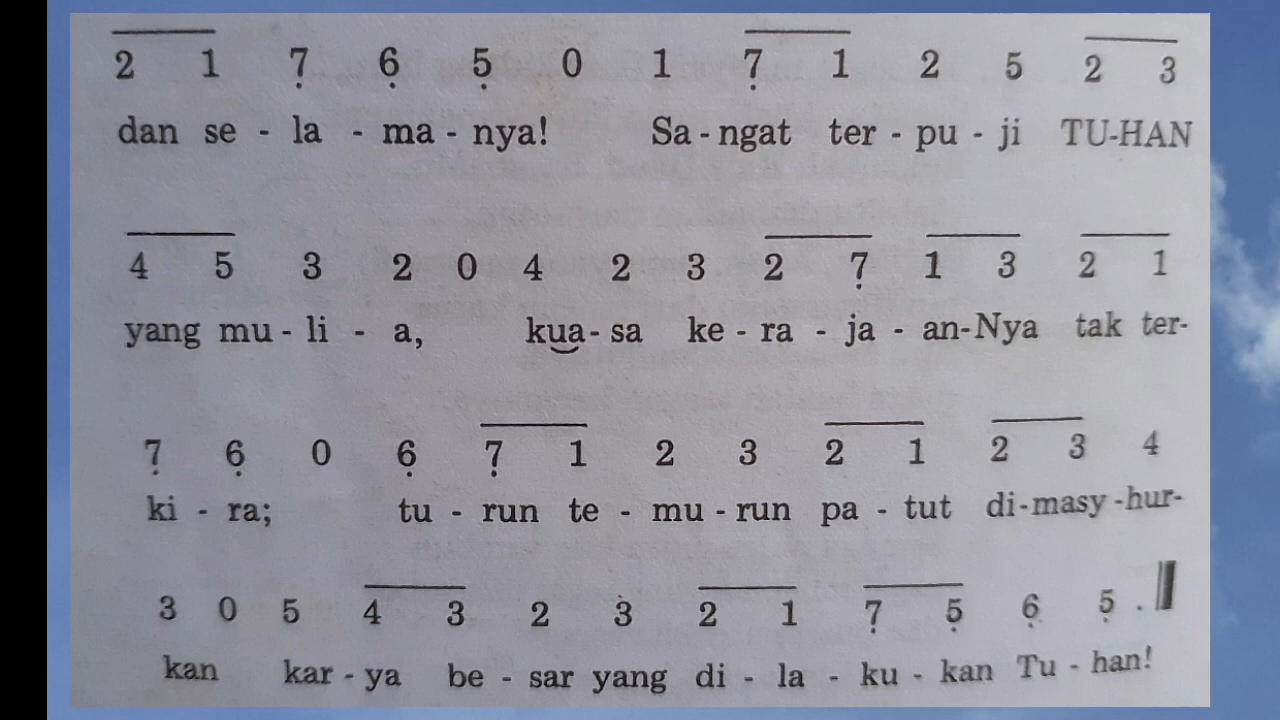 2 1 7̣ 6̣ 5̣ 0 1 7̣ 1 2 5 2 3
dan se - la - ma - nya! Sa - ngat ter - pu - ji TU-HAN
4 5 3 2 0 4 2 3 2 7̣ 1 3 2 1
yang mu - li - a, kua - sa ke - ra - ja - an-Nya tak ter-
7̣ 6̣ 0 6̣ 7̣ 1 2 3 2 1 2 3 4
ki - ra; tu - run te - mu - run pa - tut di-masy-hur-
3 0 5 4 3 2 3 2 1 7̣ 5̣ 6̣ 5̣ .
kan kar - ya be - sar yang di - la - ku - kan Tu - han!